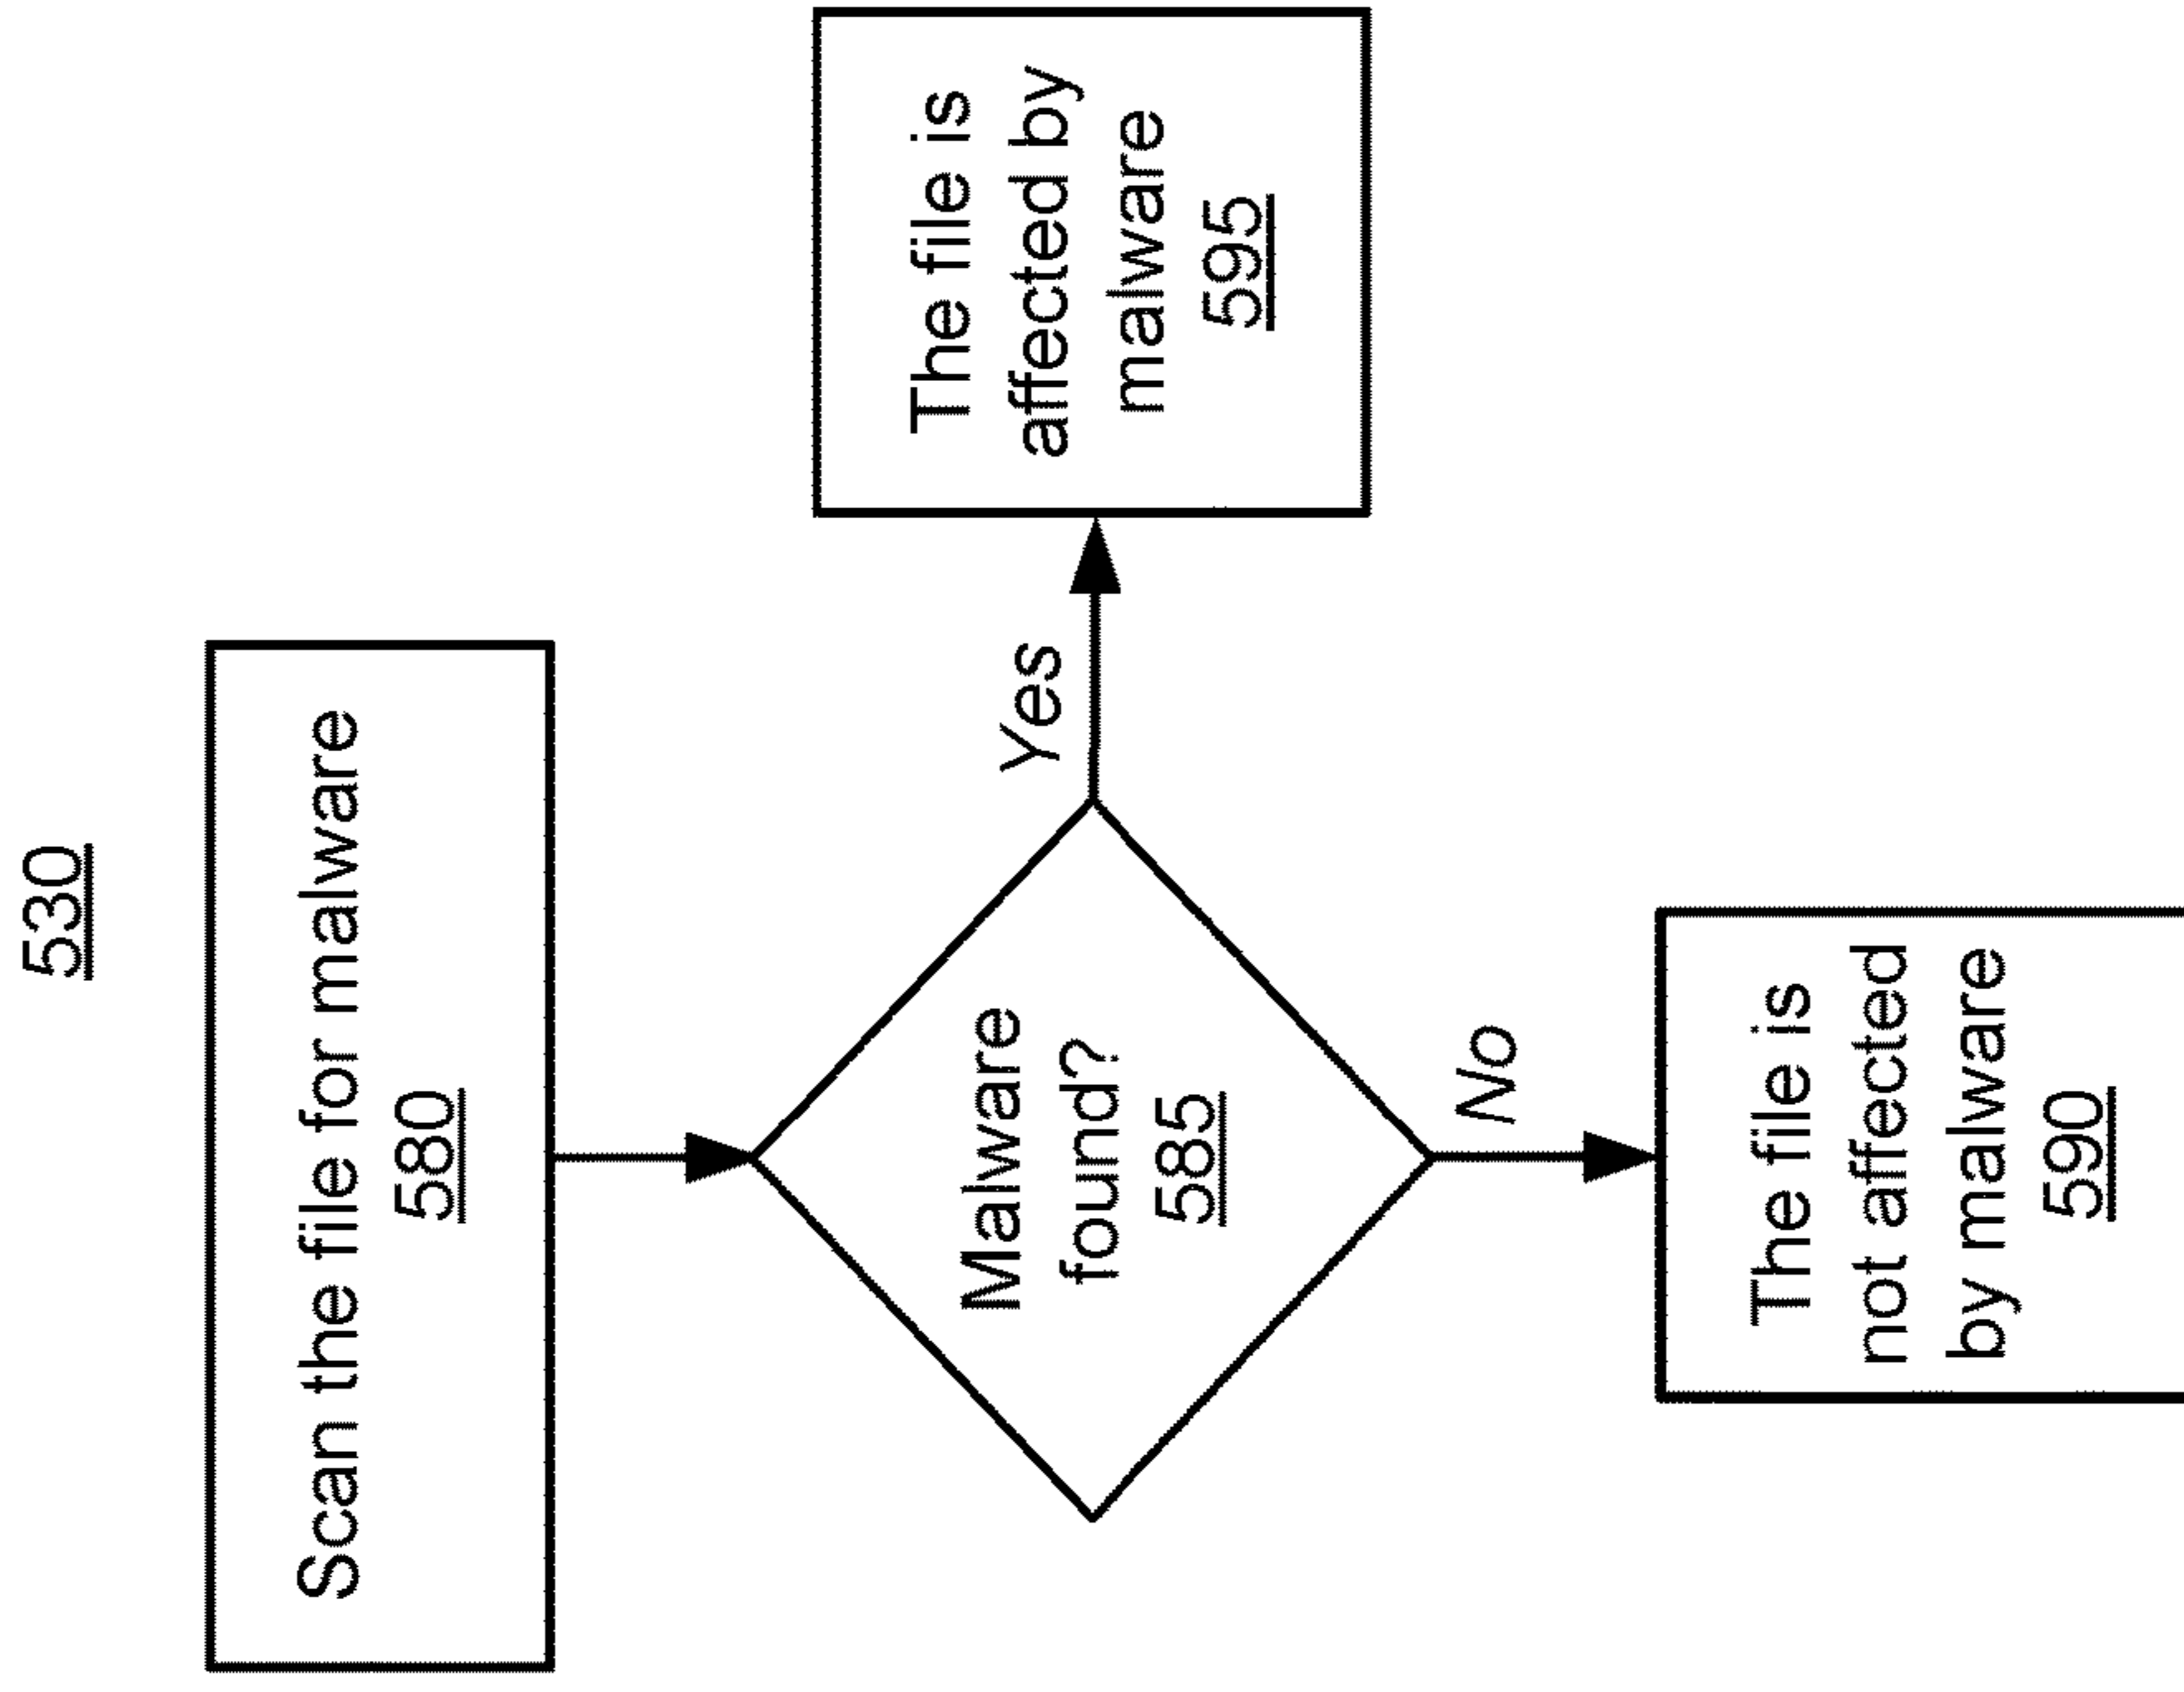 530
Scan the file for malware
580
Malware
found?
585
Yes
The file is
affected by
malware
595
No
The file is
not affected
by malware
590